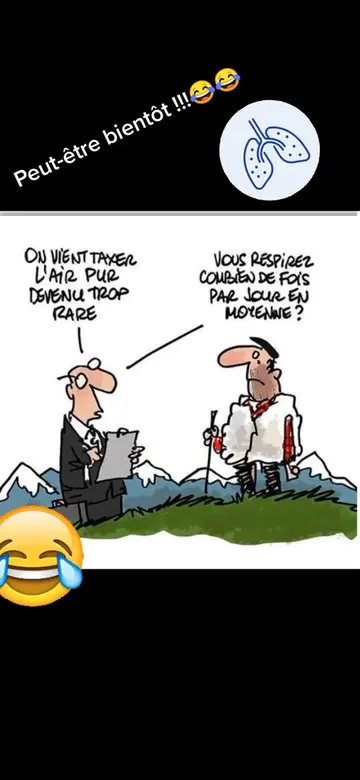 Peut-être bientôt !!!😂😂
ON VIENT TAXER
L'AIR PUR
DEVENU TROP
RARE
VOUS RESPIREZ
COMBIEN DE FOIS
PAR JOUR EN
MOYENNE ?